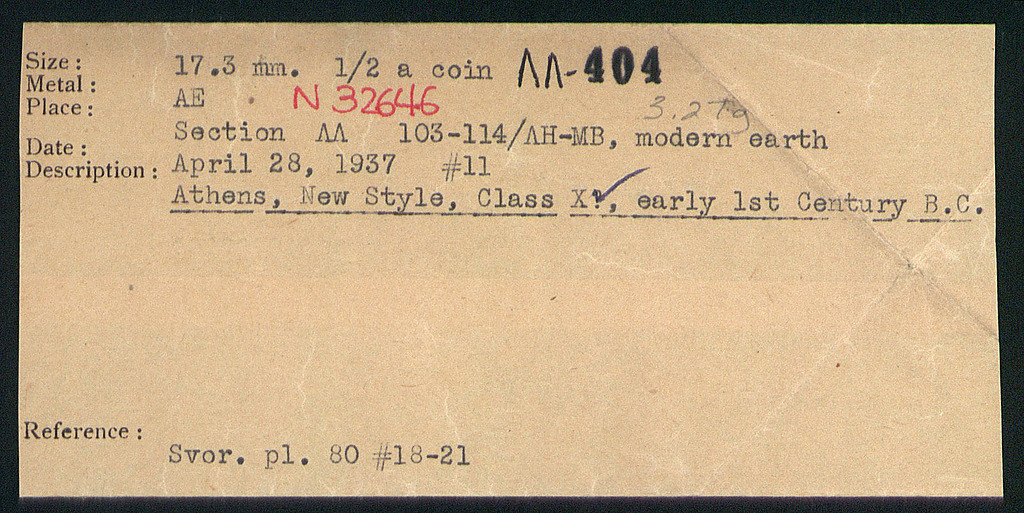 Size: 17.3 mm. 1/2 a coin ΛΛ-404
Metal: AE N 32646
Place: Section ΛΛ 103-114/ΛH-MB, modern earth
Date: April 28, 1937 #11
Description: Athens, New Style, Class X?, early 1st Century B.C.
Reference: Svor. pl. 80 #18-21